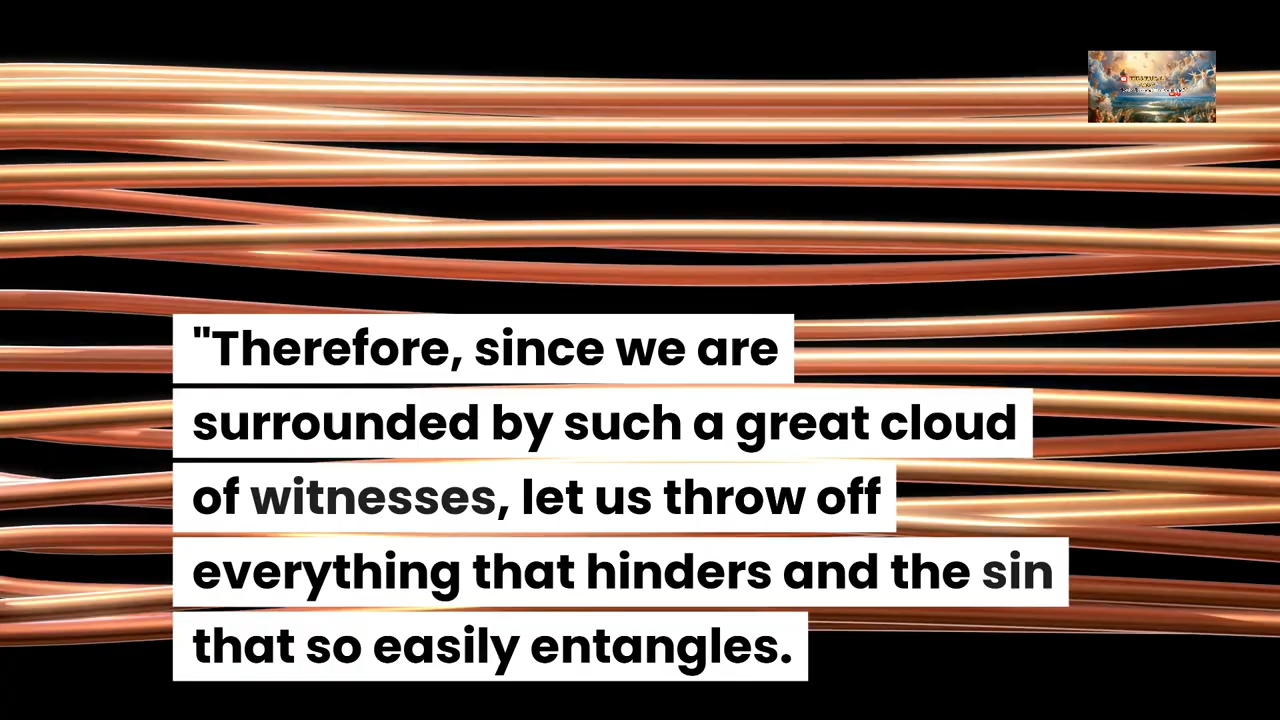 "Therefore, since we are
surrounded by such a great cloud
of witnesses, let us throw off
everything that hinders and the sin
that so easily entangles.